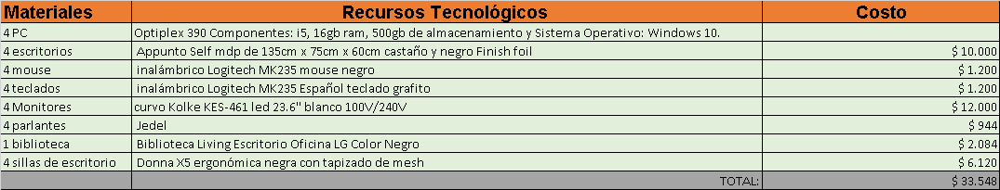 Materiales Recursos Tecnológicos Costo
4 PC Optiplex 390 Componentes: i5, 16gb ram, 500gb de almacenamiento y Sistema Operativo: Windows 10.
4 escritorios Appunto Self mdp de 135cm x 75cm x 60cm castaño y negro Finish foil $ 10.000
4 mouse inalámbrico Logitech MK235 mouse negro $ 1.200
4 teclados inalámbrico Logitech MK235 Español teclado grafito $ 1.200
4 Monitores curvo Kolke KES-461 led 23.6" blanco 100V/240V $ 12.000
4 parlantes Jedel $ 944
1 biblioteca Biblioteca Living Escritorio Oficina LG Color Negro $ 2.084
4 sillas de escritorio Donna X5 ergonómica negra con tapizado de mesh $ 6.120
TOTAL: $ 33.548